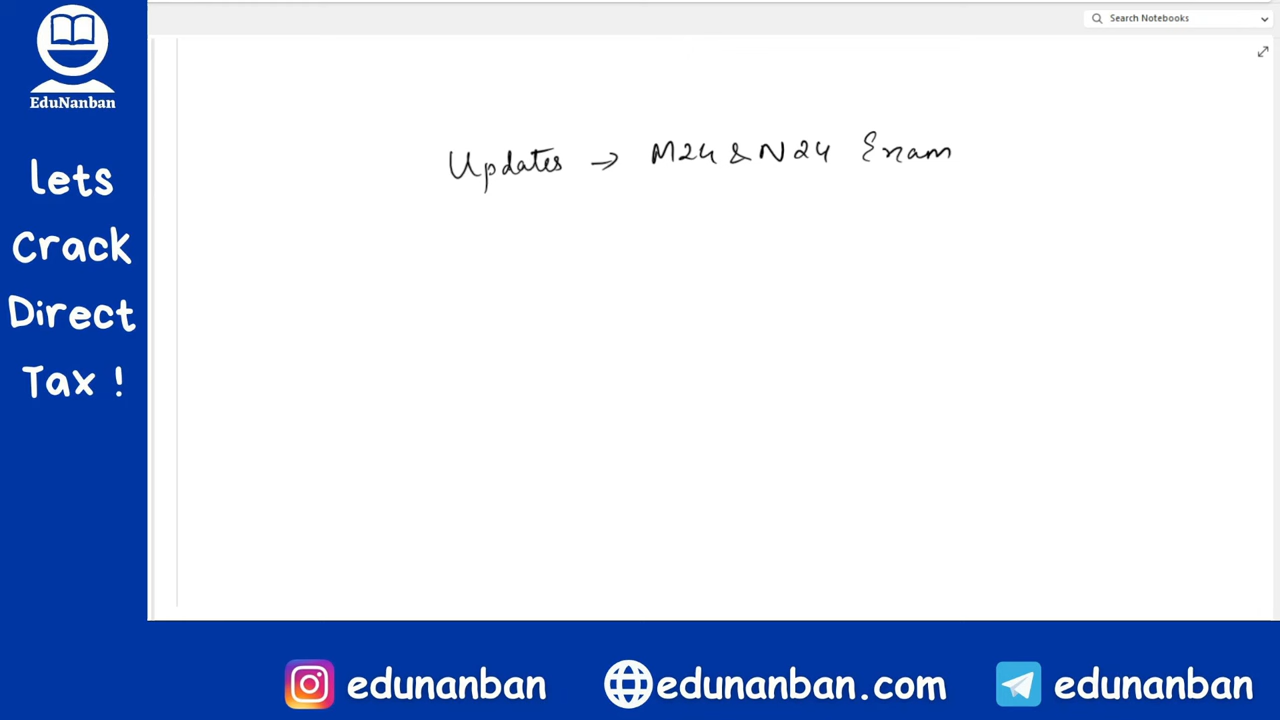 Search Notebooks
EduNanban
lets
Crack
Direct
Tax !
Updates → M24 & N24 Exam
edunanban
edunanban.com
edunanban